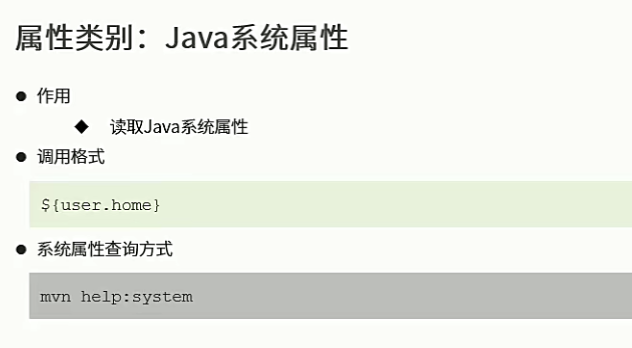 属性类别：Java系统属性
● 作用
◆ 读取Java系统属性
● 调用格式
${user.home}
● 系统属性查询方式
mvn help:system